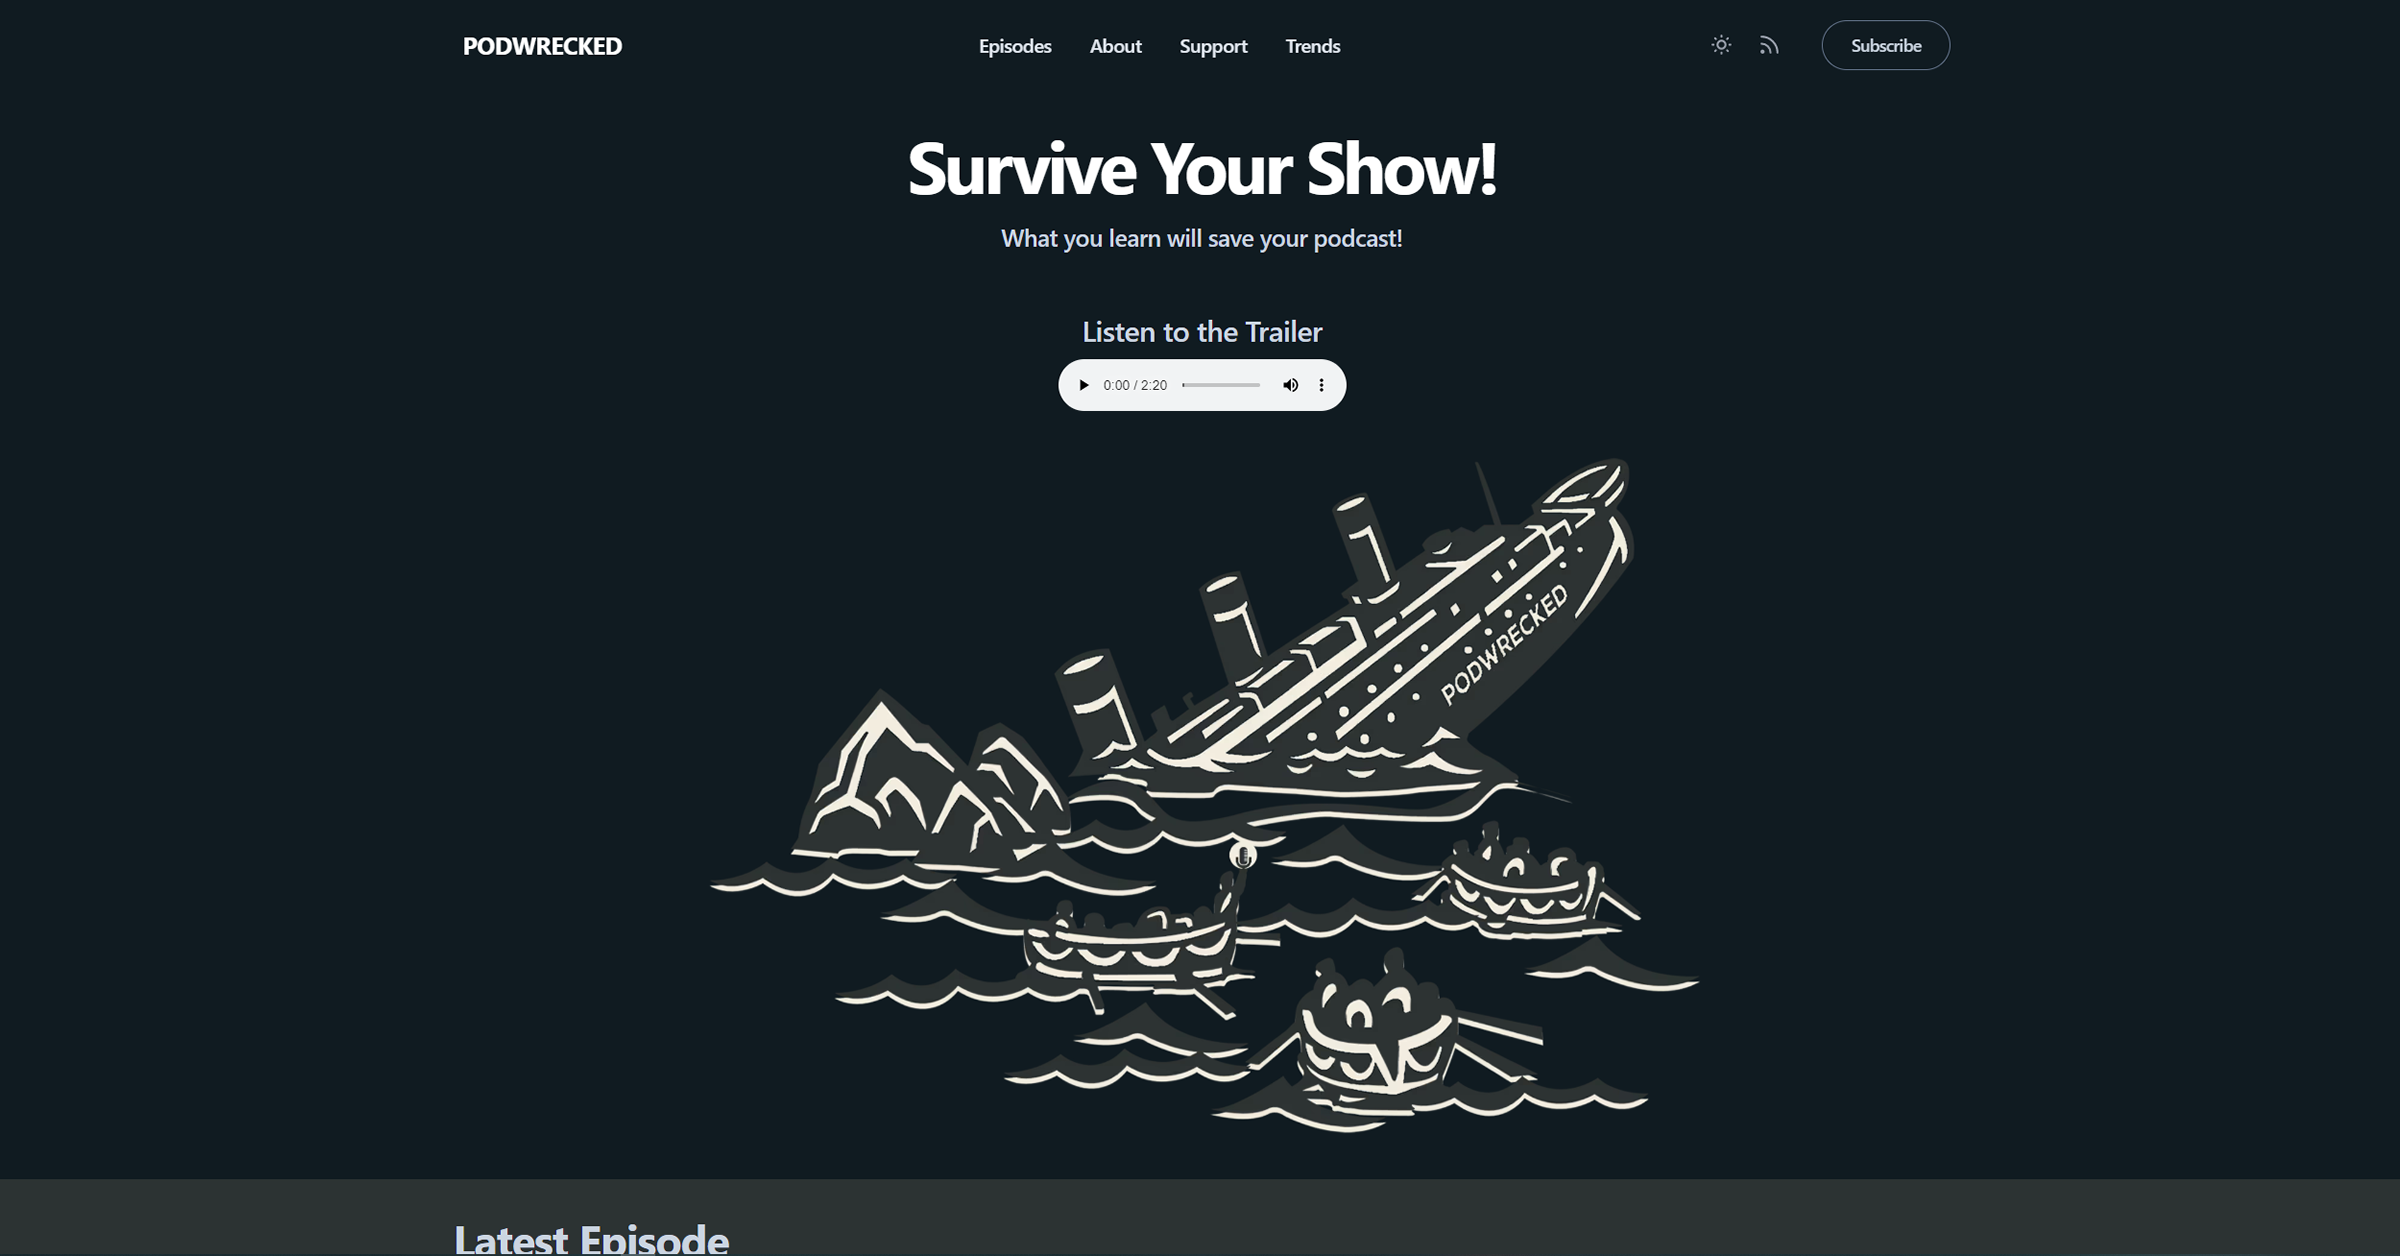 PODWRECKED
Episodes About Support Trends
Subscribe
Survive Your Show!
What you learn will save your podcast!
Listen to the Trailer
0:00 / 2:20
PODWRECKED
Latest Episode